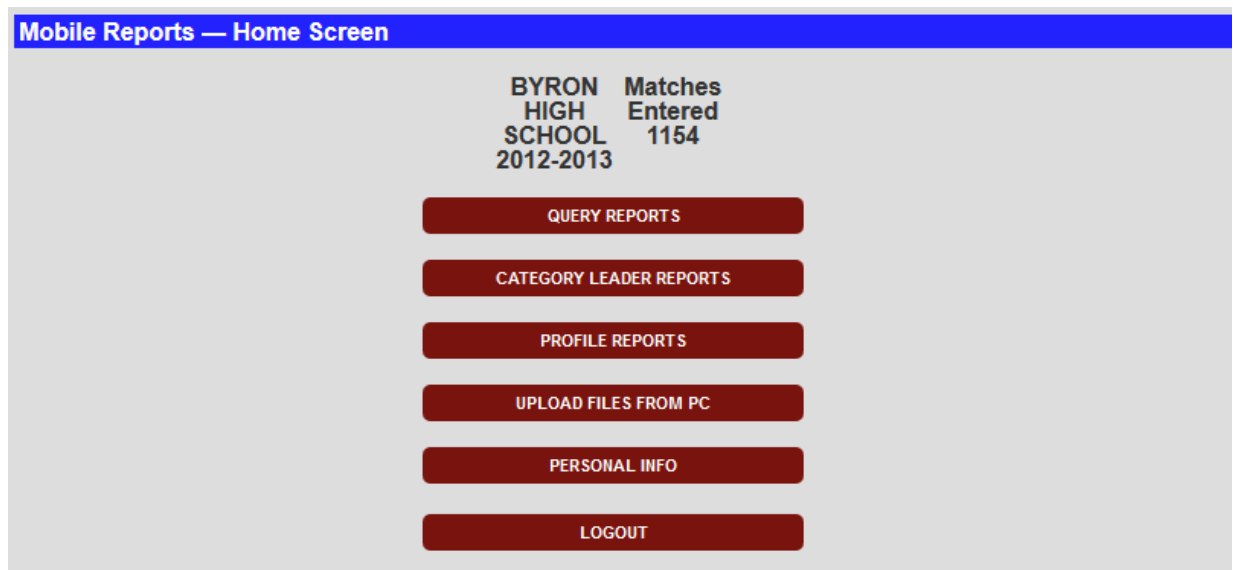 Mobile Reports — Home Screen
BYRON Matches
HIGH Entered
SCHOOL 1154
2012-2013
QUERY REPORTS
CATEGORY LEADER REPORTS
PROFILE REPORTS
UPLOAD FILES FROM PC
PERSONAL INFO
LOGOUT